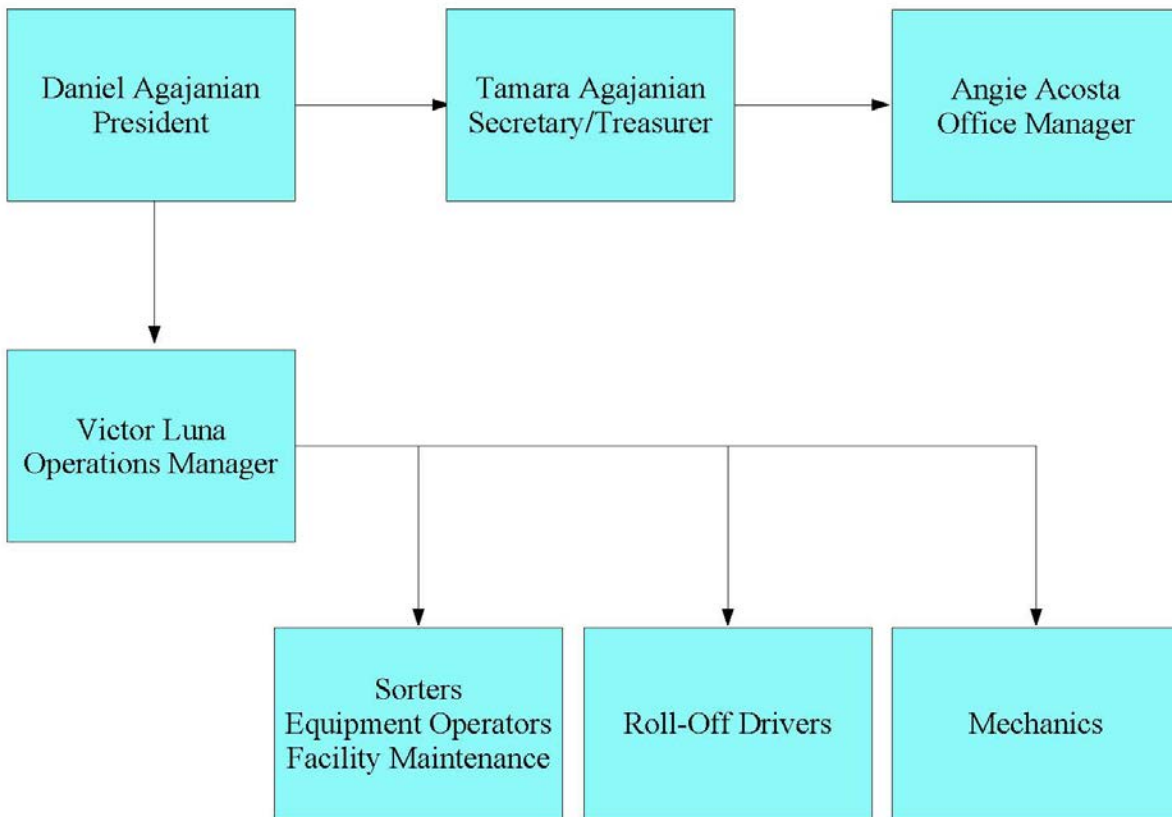 Daniel Agajanian
President
Tamara Agajanian
Secretary/Treasurer
Angie Acosta
Office Manager
Victor Luna
Operations Manager
Sorters
Equipment Operators
Facility Maintenance
Roll-Off Drivers
Mechanics